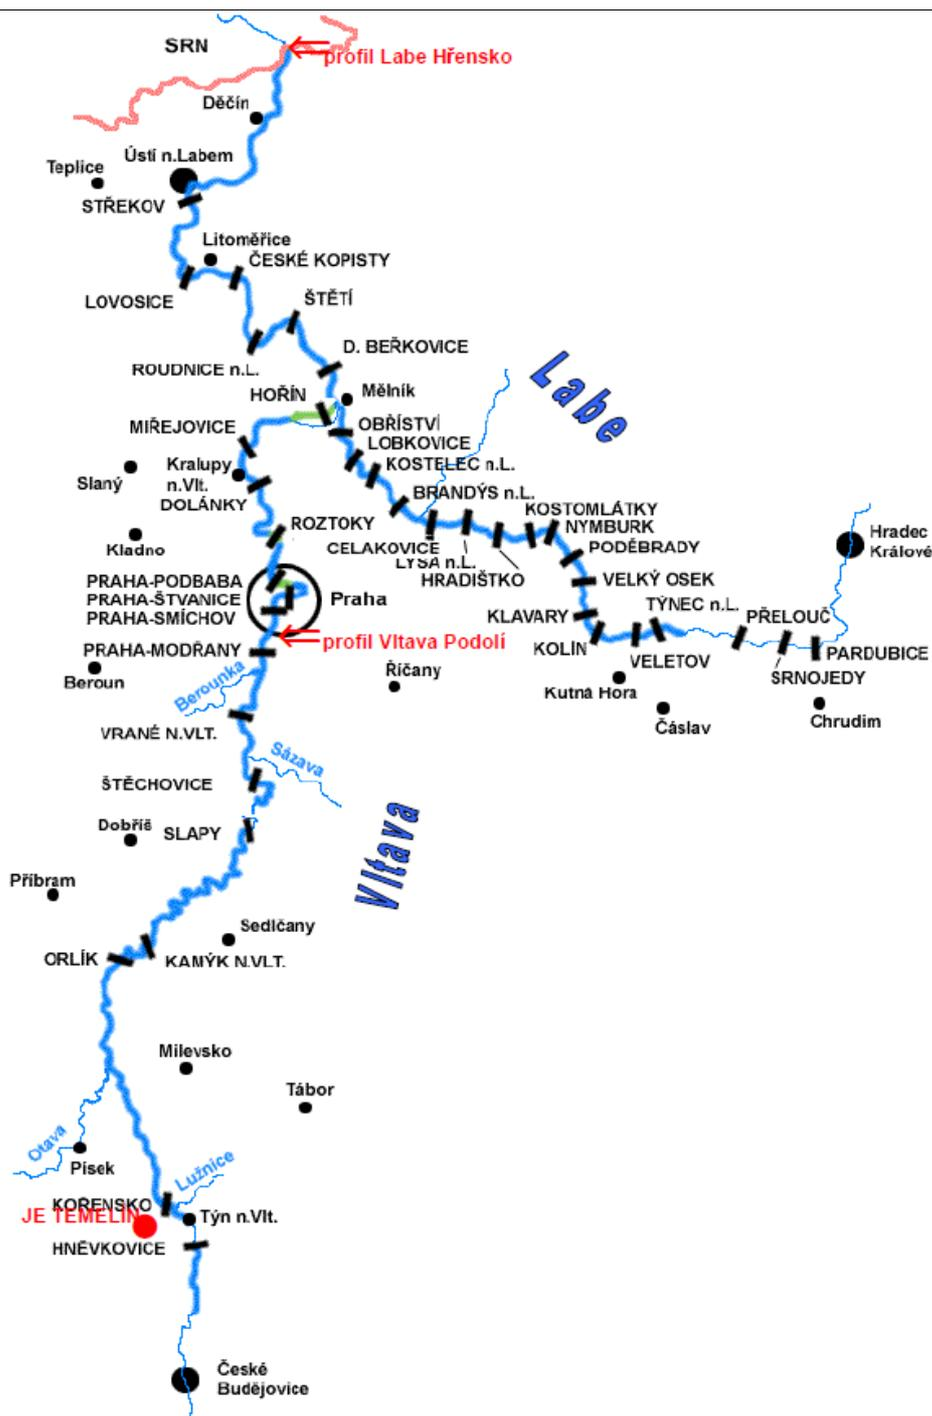 SRN
profil Labe Hřensko
Děčín
Ústí n.Labem
Teplice
STŘEKOV
Litoměřice
ČESKÉ KOPISTY
LOVOSICE
ŠTĚTÍ
ROUDNICE n.L.
D. BEŘKOVICE
Labe
HOŘÍN
Mělník
MIŘEJOVICE
OBŘÍSTVÍ
LOBKOVICE
Kralupy
n.Vlt.
KOSTELEC n.L.
Slaný
DOLÁNKY
BRANDÝS n.L.
KOSTOMLÁTKY
ROZTOKY
NYMBURK
Hradec
Králové
Kladno
CELAKOVICE
PODĚBRADY
LYSÁ n.L.
HRADIŠTKO
PRAHA-PODBABA
VELKÝ OSEK
PRAHA-ŠTVANICE
Praha
TÝNEC n.L.
PRAHA-SMÍCHOV
KLAVARY
PŘELOUČ
profil Vltava Podolí
PRAHA-MODŘANY
KOLÍN
PARDUBICE
VELETOV
Říčany
SRNOJEDY
Beroun
Berounka
Kutná Hora
Chrudim
Čáslav
VRANÉ N.VLT.
Sázava
ŠTĚCHOVICE
Dobříš
SLAPY
Vltava
Příbram
Sedlčany
ORLÍK
KAMÝK N.VLT.
Milevsko
Tábor
Otava
Písek
Lužnice
KOŘENSKO
JE TEMELÍN
Týn n.Vlt.
HNĚVKOVICE
České
Budějovice